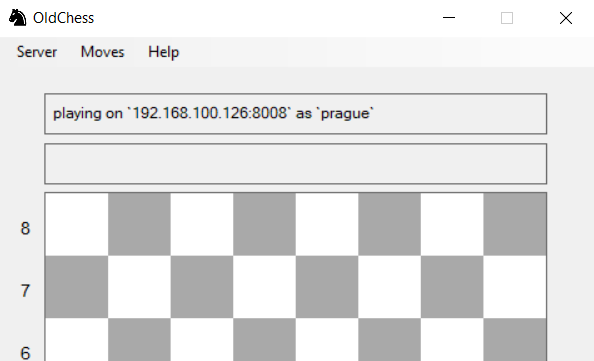 OldChess
Server Moves Help
playing on `192.168.100.126:8008` as `prague`
8
7
6